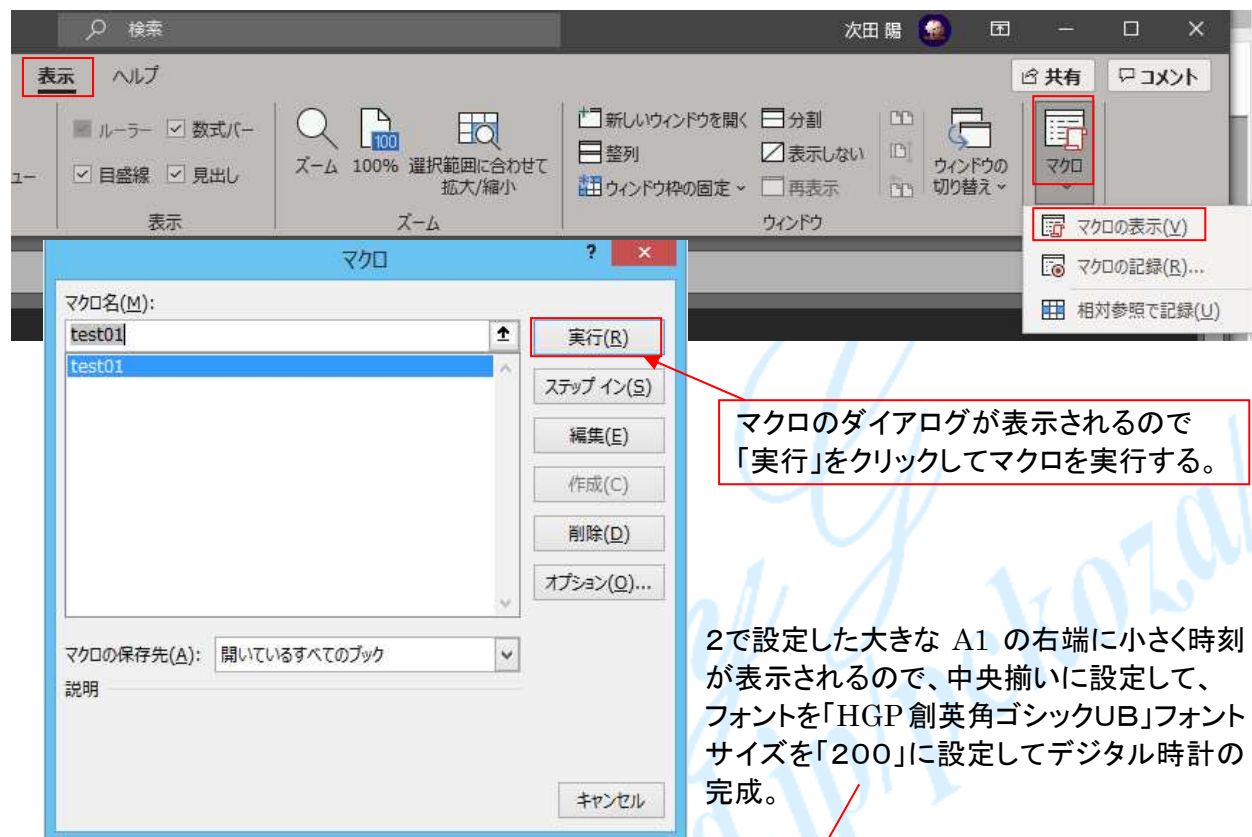 検索
次田 陽
表示 ヘルプ
共有 コメント
ルーラー 数式バー
目盛線 見出し
表示
ズーム 100% 選択範囲に合わせて
拡大/縮小
ズーム
新しいウィンドウを開く
整列
ウィンドウ枠の固定
分割
表示しない
再表示
ウィンドウの
切り替え
ウィンドウ
マクロ
マクロの表示(V)
マクロの記録(R)...
相対参照で記録(U)
マクロ ? ×
マクロ名(M):
test01
test01
実行(R)
ステップ イン(S)
編集(E)
作成(C)
削除(D)
オプション(O)...
マクロの保存先(A): 開いているすべてのブック
説明
キャンセル
マクロのダイアログが表示されるので
「実行」をクリックしてマクロを実行する。
2で設定した大きな A1 の右端に小さく時刻
が表示されるので、中央揃いに設定して、
フォントを「HGP創英角ゴシックUB」フォント
サイズを「200」に設定してデジタル時計の
完成。